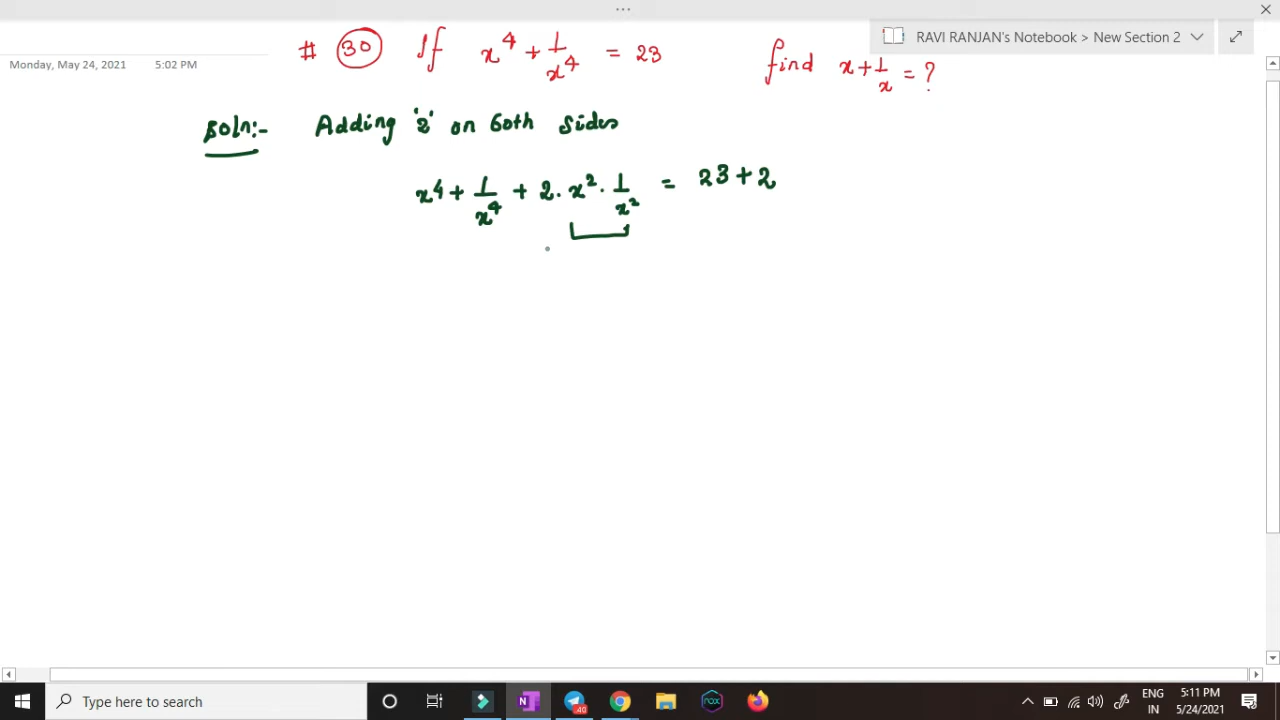 RAVI RANJAN's Notebook > New Section 2
# 30 If x⁴ + 1/x⁴ = 23 find x + 1/x = ?
Monday, May 24, 2021 5:02 PM
Soln:- Adding '2' on both sides
x⁴ + 1/x⁴ + 2 · x² · 1/x² = 23 + 2
Type here to search
40
ENG
IN
5:11 PM
5/24/2021